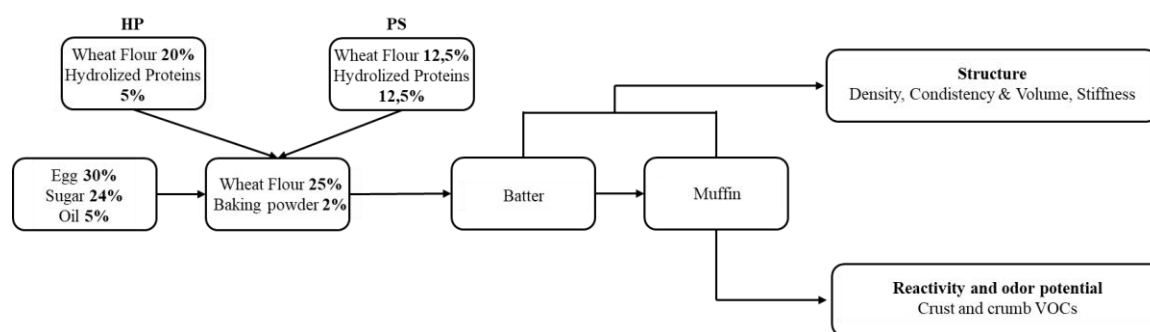 HP
Wheat Flour 20%
Hydrolized Proteins
5%
PS
Wheat Flour 12,5%
Hydrolized Proteins
12,5%
Structure
Density, Condistency & Volume, Stiffness
Egg 30%
Sugar 24%
Oil 5%
Wheat Flour 25%
Baking powder 2%
Batter
Muffin
Reactivity and odor potential
Crust and crumb VOCs